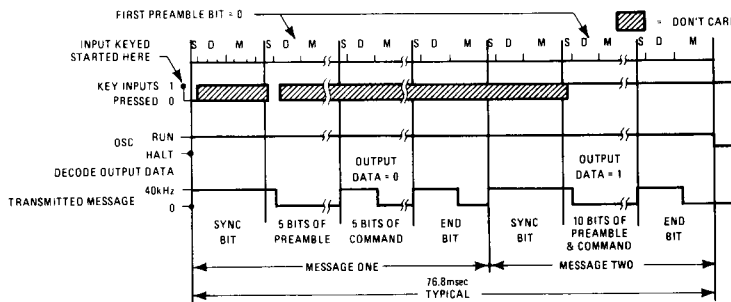 FIRST PREAMBLE BIT = 0
= DON'T CARE
INPUT KEYED
STARTED HERE
S D M S D M S D M S D M S D M S D M S D M
KEY INPUTS 1
PRESSED 0
OSC RUN
HALT
DECODE OUTPUT DATA
OUTPUT
DATA = 0
OUTPUT
DATA = 1
TRANSMITTED MESSAGE
40kHz
0
SYNC
BIT
5 BITS OF
PREAMBLE
5 BITS OF
COMMAND
END
BIT
SYNC
BIT
10 BITS OF
PREAMBLE
& COMMAND
END
BIT
MESSAGE ONE
MESSAGE TWO
76.8msec
TYPICAL